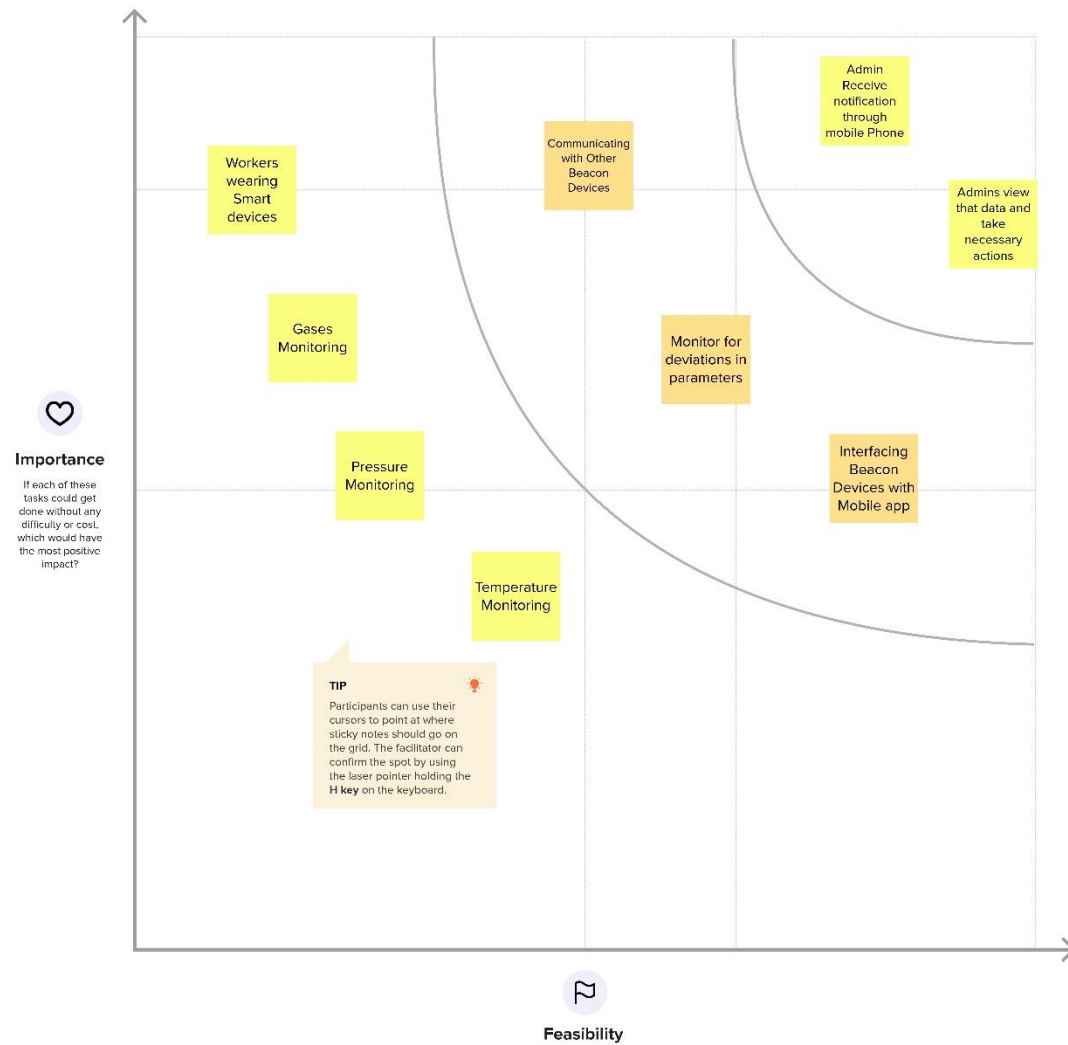 Admin
Receive
notification
through
mobile Phone
Communicating
with Other
Beacon
Devices
Workers
wearing
Smart
devices
Admins view
that data and
take
necessary
actions
Gases
Monitoring
Monitor for
deviations in
parameters
Importance
If each of these
tasks could get
done without any
difficulty or cost,
which would have
the most positive
impact?
Pressure
Monitoring
Interfacing
Beacon
Devices with
Mobile app
Temperature
Monitoring
TIP
Participants can use their
cursors to point at where
sticky notes should go on
the grid. The facilitator can
confirm the spot by using
the laser pointer holding the
H key on the keyboard.
Feasibility